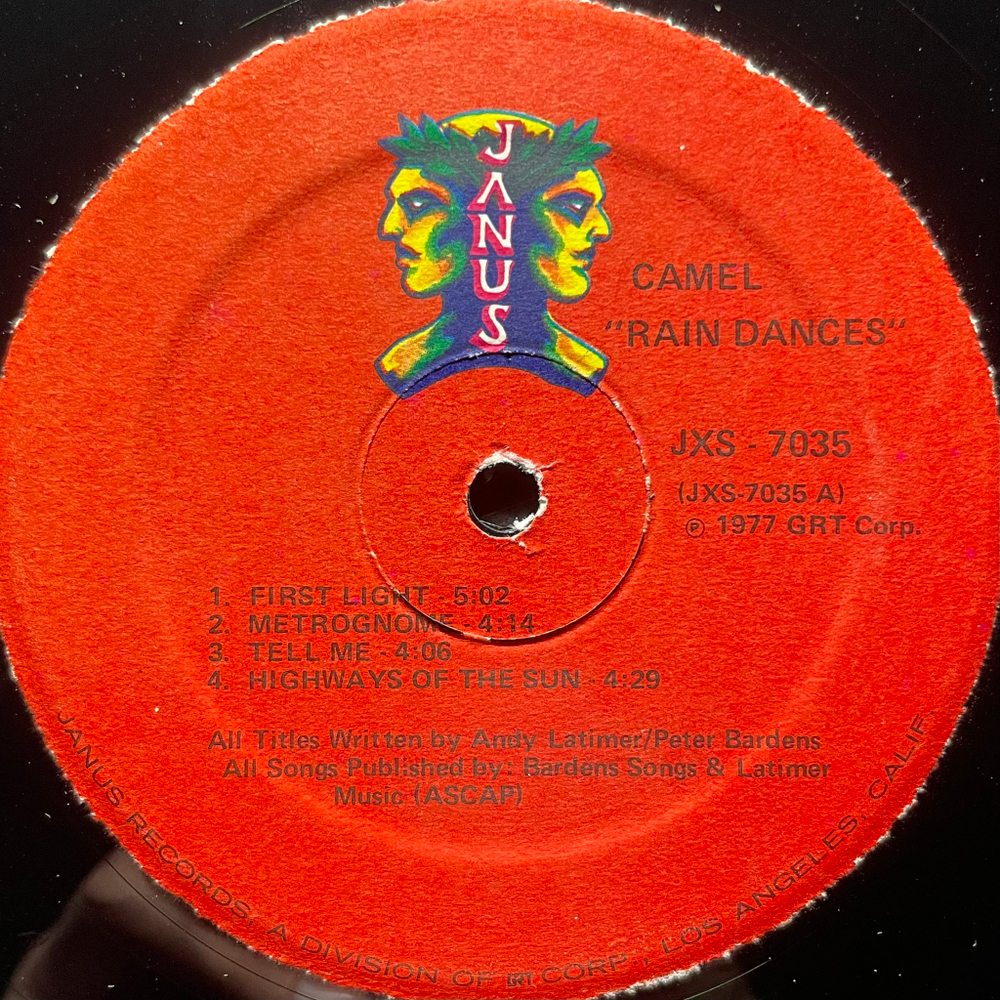 JANUS
CAMEL
"RAIN DANCES"
JXS - 7035
(JXS-7035 A)
℗ 1977 GRT Corp.
1. FIRST LIGHT - 5:02
2. METROGNOME - 4:14
3. TELL ME - 4:06
4. HIGHWAYS OF THE SUN - 4:29
All Titles Written by Andy Latimer/Peter Bardens
All Songs Published by: Bardens Songs & Latimer
Music (ASCAP)
JANUS RECORDS, A DIVISION OF GRT CORP., LOS ANGELES, CALIF.